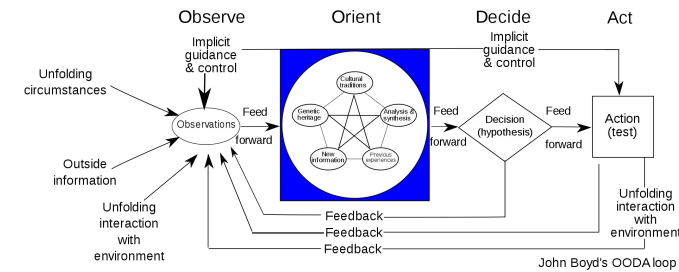 Observe
Orient
Decide
Act
Implicit
guidance
& control
Implicit
guidance
& control
Unfolding
circumstances
Observations
Outside
information
Unfolding
interaction
with
environment
Feed
forward
Cultural
traditions
Genetic
heritage
Analysis &
synthesis
New
information
Previous
experiences
Feed
forward
Decision
(hypothesis)
Feed
forward
Action
(test)
Unfolding
interaction
with
environment
Feedback
Feedback
Feedback
John Boyd's OODA loop